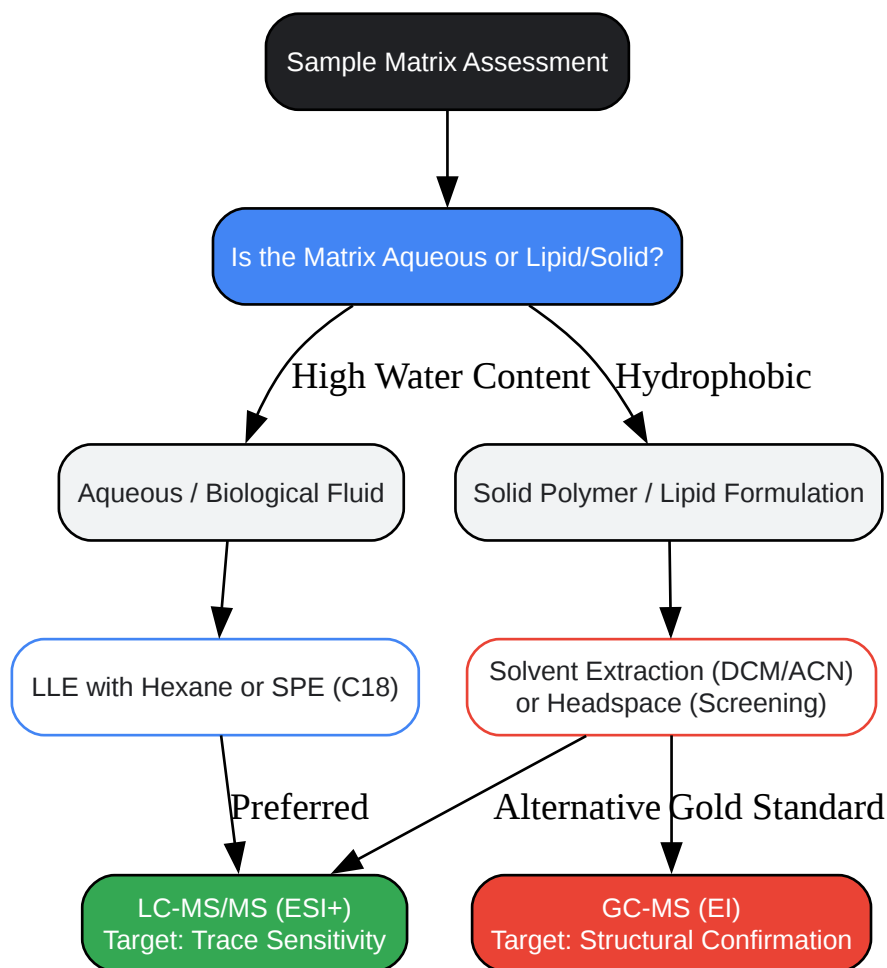 Sample Matrix Assessment
Is the Matrix Aqueous or Lipid/Solid?
High Water Content
Hydrophobic
Aqueous / Biological Fluid
Solid Polymer / Lipid Formulation
LLE with Hexane or SPE (C18)
Solvent Extraction (DCM/ACN)
or Headspace (Screening)
Preferred
Alternative
Gold Standard
LC-MS/MS (ESI+)
Target: Trace Sensitivity
GC-MS (EI)
Target: Structural Confirmation